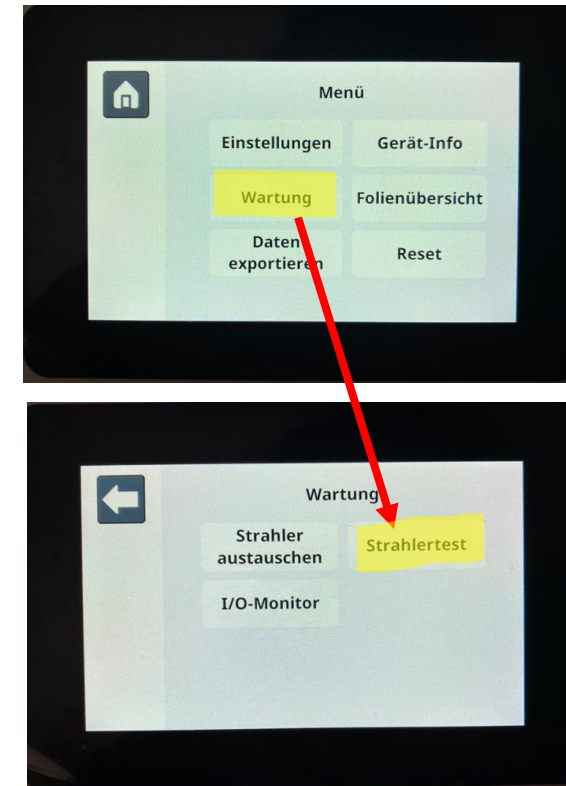 Menü
Einstellungen
Gerät-Info
Wartung
Folienübersicht
Daten
exportieren
Reset
Wartung
Strahler
austauschen
Strahlertest
I/O-Monitor